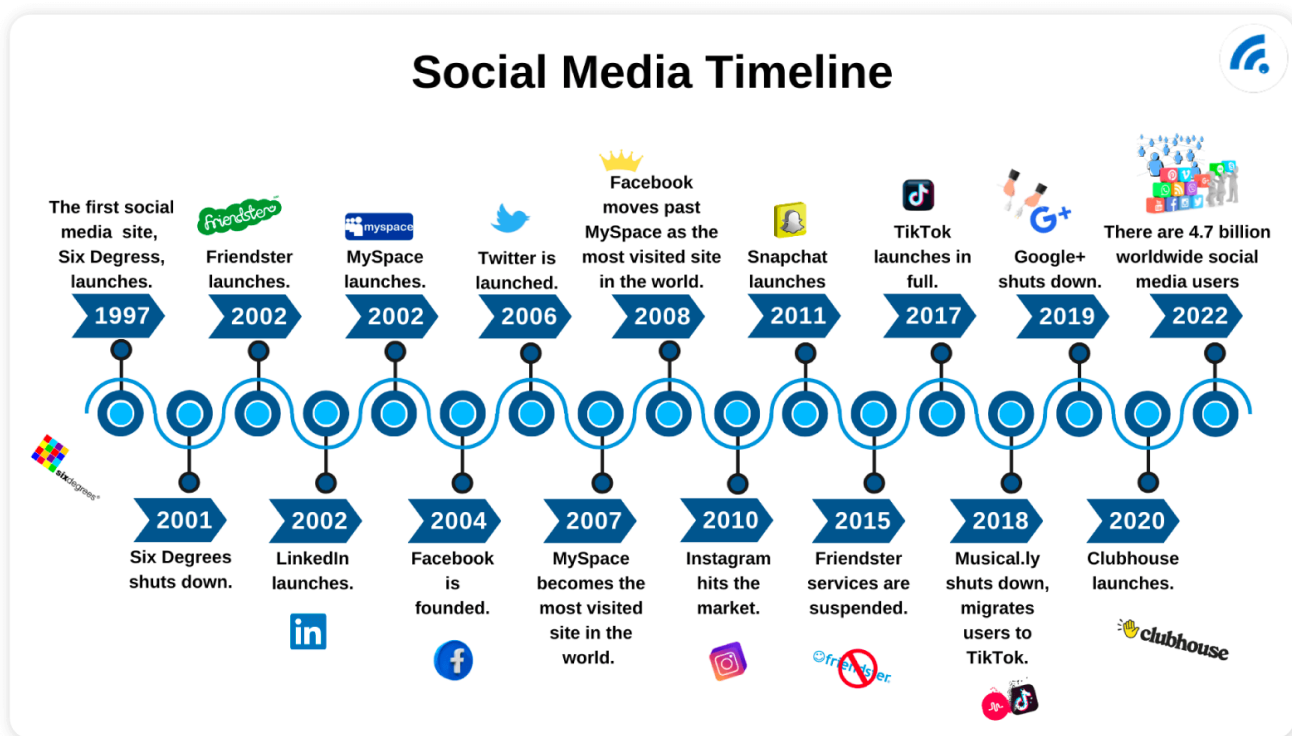 Social Media Timeline
The first social
media site,
Six Degress,
launches.
1997
sixdegrees
2001
Six Degrees
shuts down.
friendster
Friendster
launches.
2002
2002
LinkedIn
launches.
in
myspace
MySpace
launches.
2002
2004
Facebook
is
founded.
f
Twitter is
launched.
2006
2007
MySpace
becomes the
most visited
site in the
world.
Facebook
moves past
MySpace as the
most visited site
in the world.
2008
2010
Instagram
hits the
market.
Snapchat
launches
2011
2015
Friendster
services are
suspended.
friendster
TikTok
launches in
full.
2017
2018
Musical.ly
shuts down,
migrates
users to
TikTok.
G+
Google+
shuts down.
2019
2020
Clubhouse
launches.
clubhouse
There are 4.7 billion
worldwide social
media users
2022